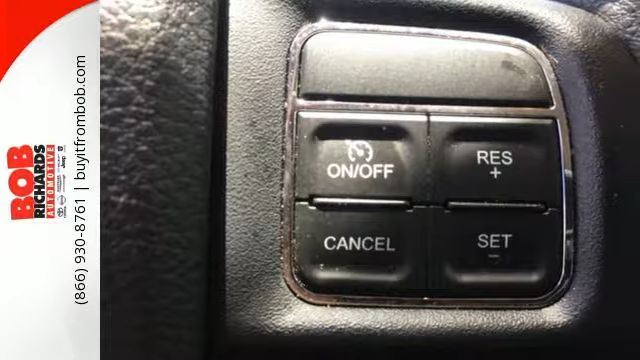 BOB
RICHARDS
AUTOMOTIVE
(866) 930-8761 | buyitfrombob.com
ON/OFF
RES
+
CANCEL
SET
-